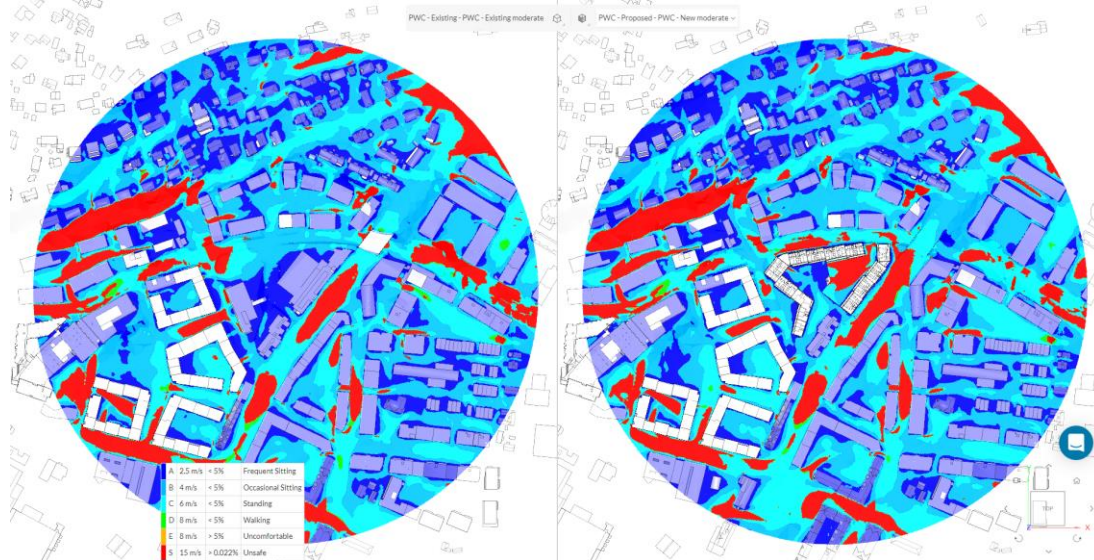 PWC - Existing - PWC - Existing moderate
PWC - Proposed - PWC - New moderate
A 2.5 m/s < 5% Frequent Sitting
B 4 m/s < 5% Occasional Sitting
C 6 m/s < 5% Standing
D 8 m/s < 5% Walking
E 8 m/s > 5% Uncomfortable
S 15 m/s > 0.022% Unsafe
TOP
X